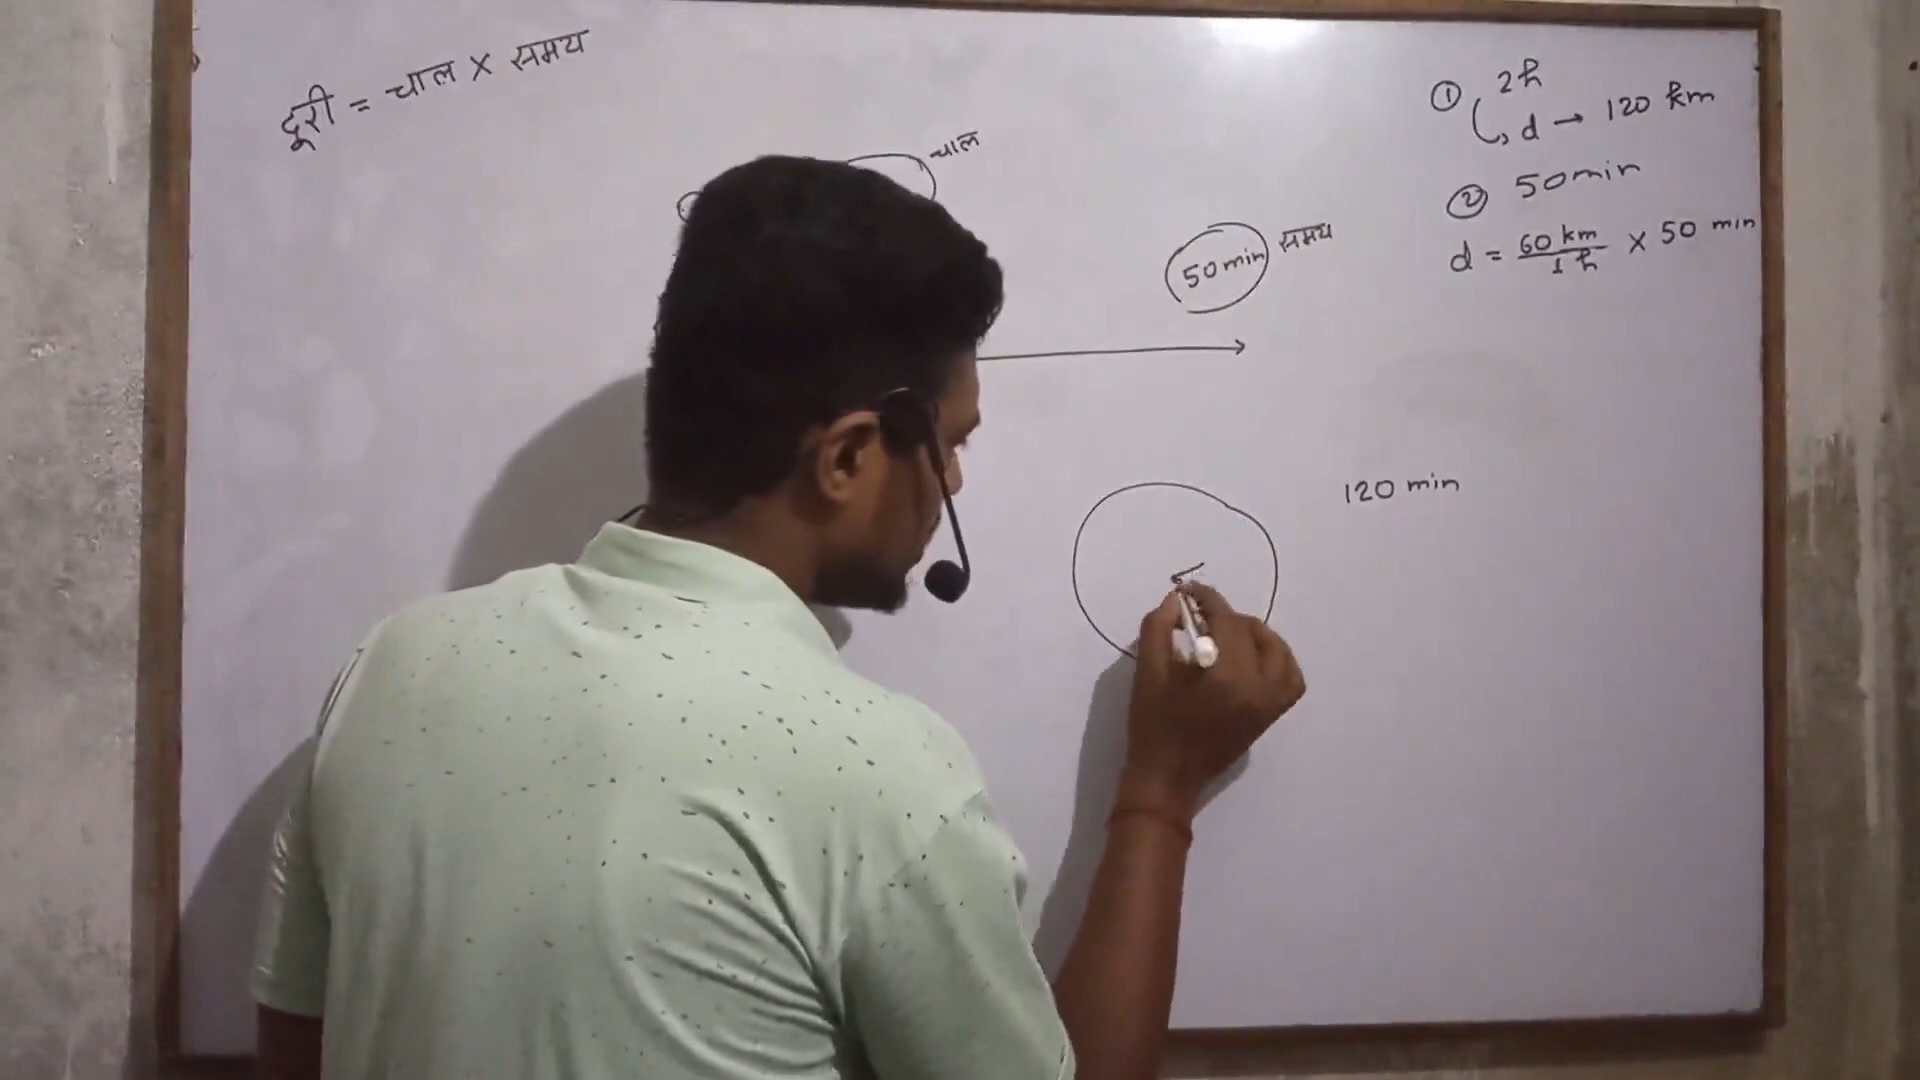 दूरी = चाल × समय
चाल
50 min समय
① 2h
d → 120 km
② 50 min
d = 60 km / 1 h × 50 min
120 min